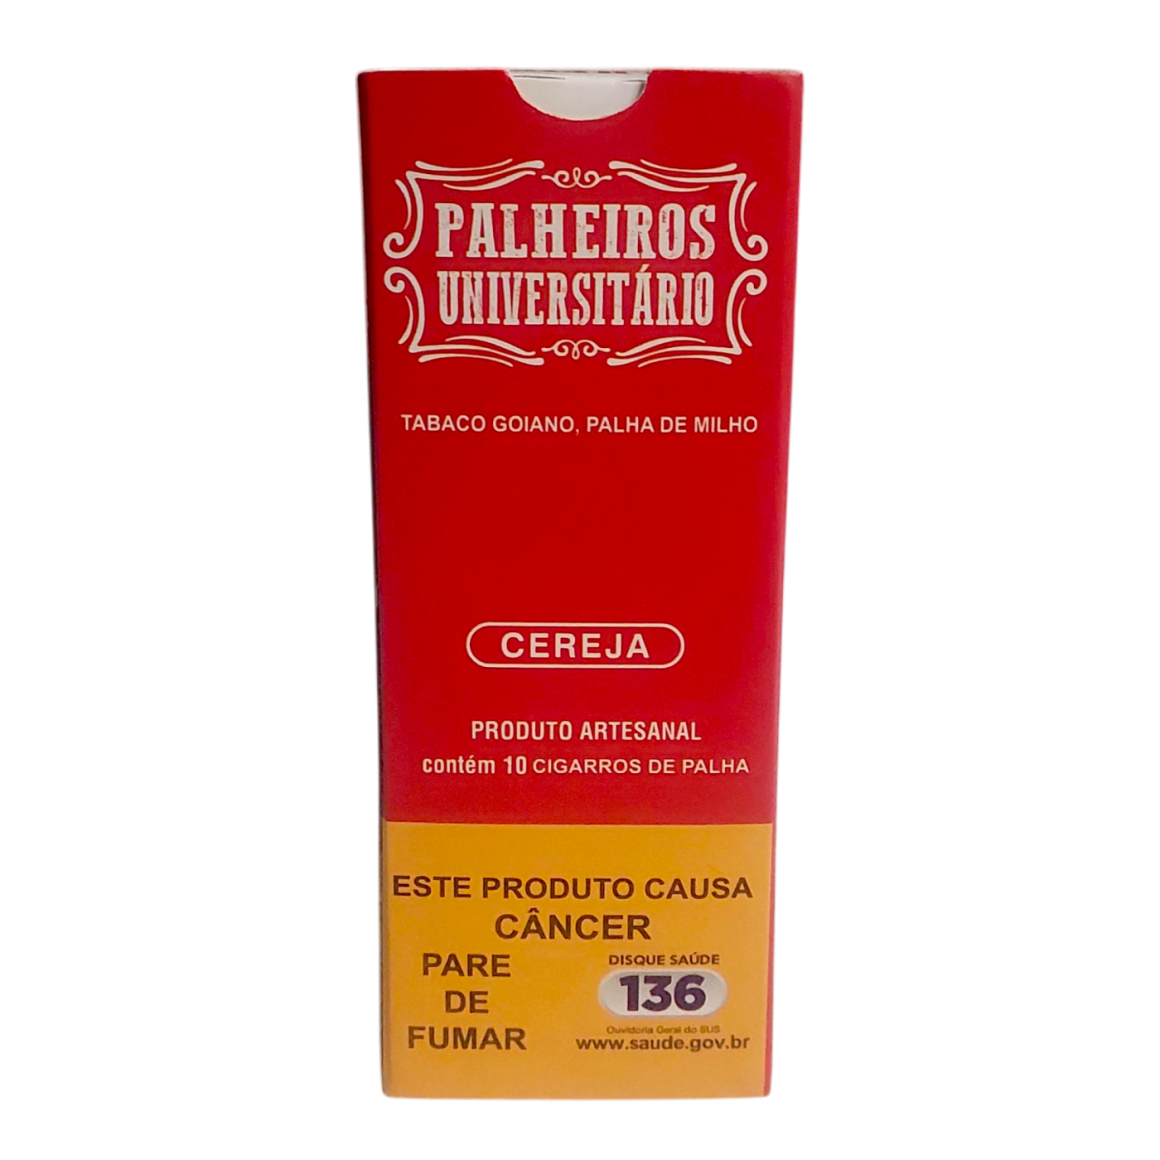 PALHEIROS
UNIVERSITÁRIO
TABACO GOIANO, PALHA DE MILHO
CEREJA
PRODUTO ARTESANAL
contém 10 CIGARROS DE PALHA
ESTE PRODUTO CAUSA
CÂNCER
PARE
DE
FUMAR
DISQUE SAÚDE
136
Ouvidoria Geral do SUS
www.saude.gov.br